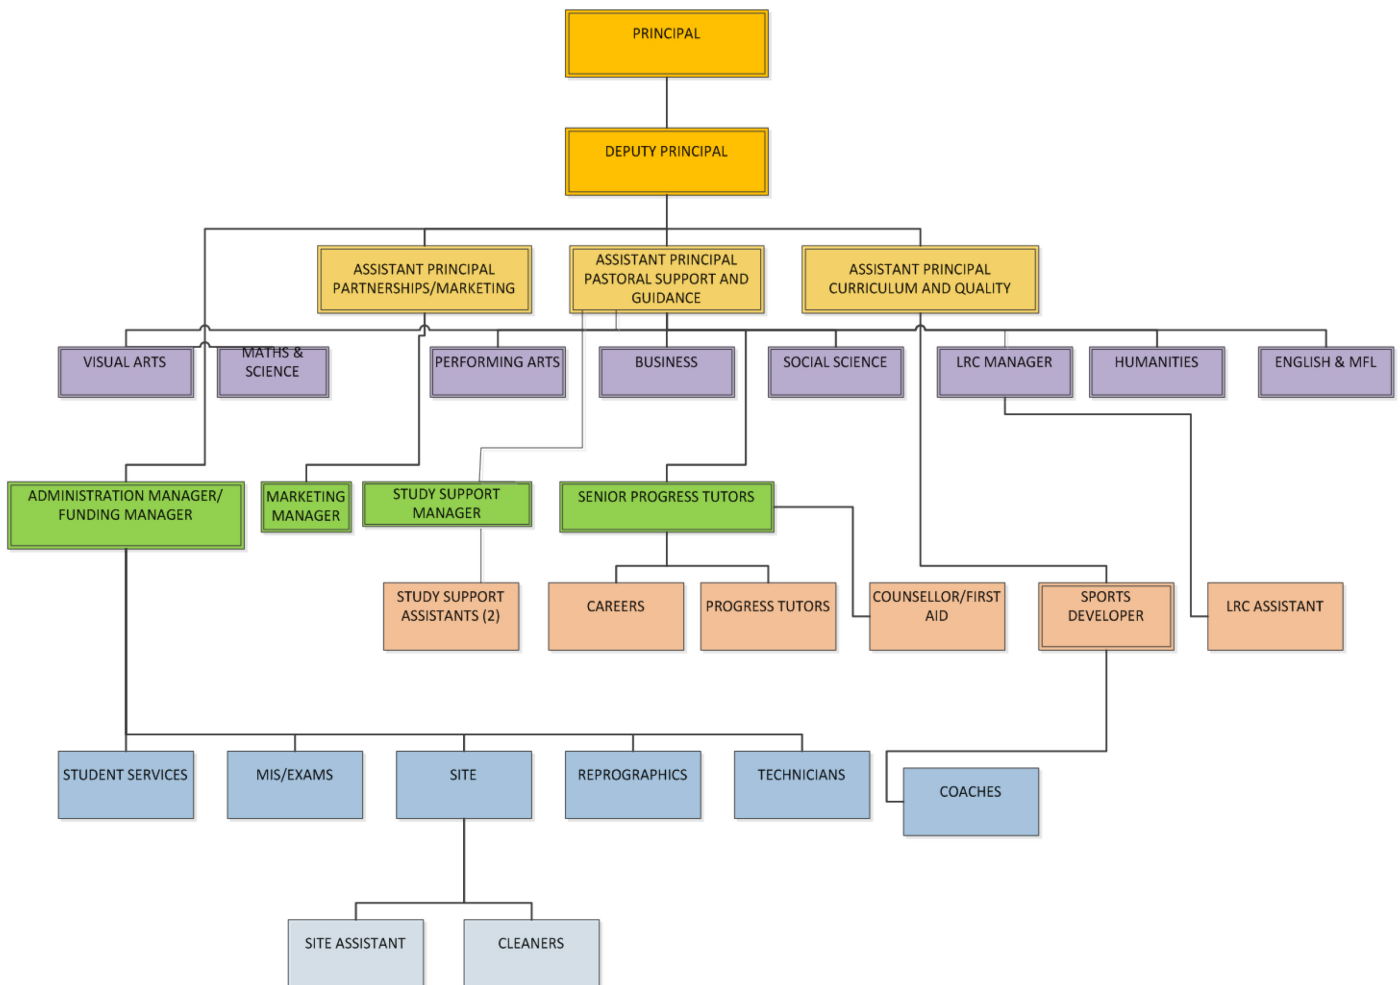 PRINCIPAL
DEPUTY PRINCIPAL
ASSISTANT PRINCIPAL
PARTNERSHIPS/MARKETING
ASSISTANT PRINCIPAL
PASTORAL SUPPORT AND
GUIDANCE
ASSISTANT PRINCIPAL
CURRICULUM AND QUALITY
VISUAL ARTS
MATHS &
SCIENCE
PERFORMING ARTS
BUSINESS
SOCIAL SCIENCE
LRC MANAGER
HUMANITIES
ENGLISH & MFL
ADMINISTRATION MANAGER/
FUNDING MANAGER
MARKETING
MANAGER
STUDY SUPPORT
MANAGER
SENIOR PROGRESS TUTORS
STUDY SUPPORT
ASSISTANTS (2)
CAREERS
PROGRESS TUTORS
COUNSELLOR/FIRST
AID
SPORTS
DEVELOPER
LRC ASSISTANT
STUDENT SERVICES
MIS/EXAMS
SITE
REPROGRAPHICS
TECHNICIANS
COACHES
SITE ASSISTANT
CLEANERS